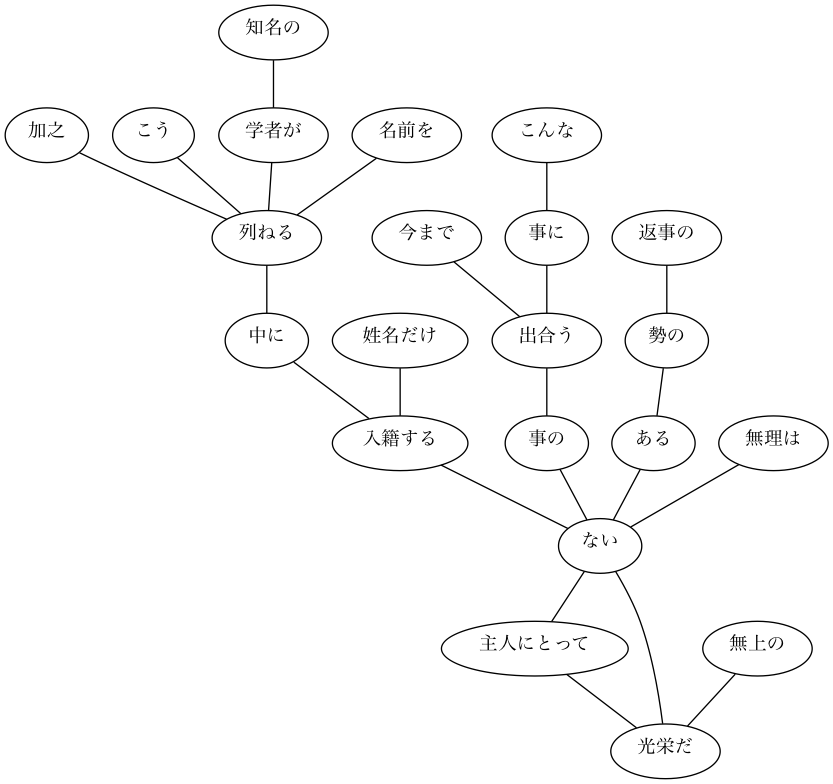 知名の
加之
こう
学者が
名前を
こんな
列ねる
今まで
事に
返事の
中に
姓名だけ
出合う
勢の
入籍する
事の
ある
無理は
ない
主人にとって
無上の
光栄だ